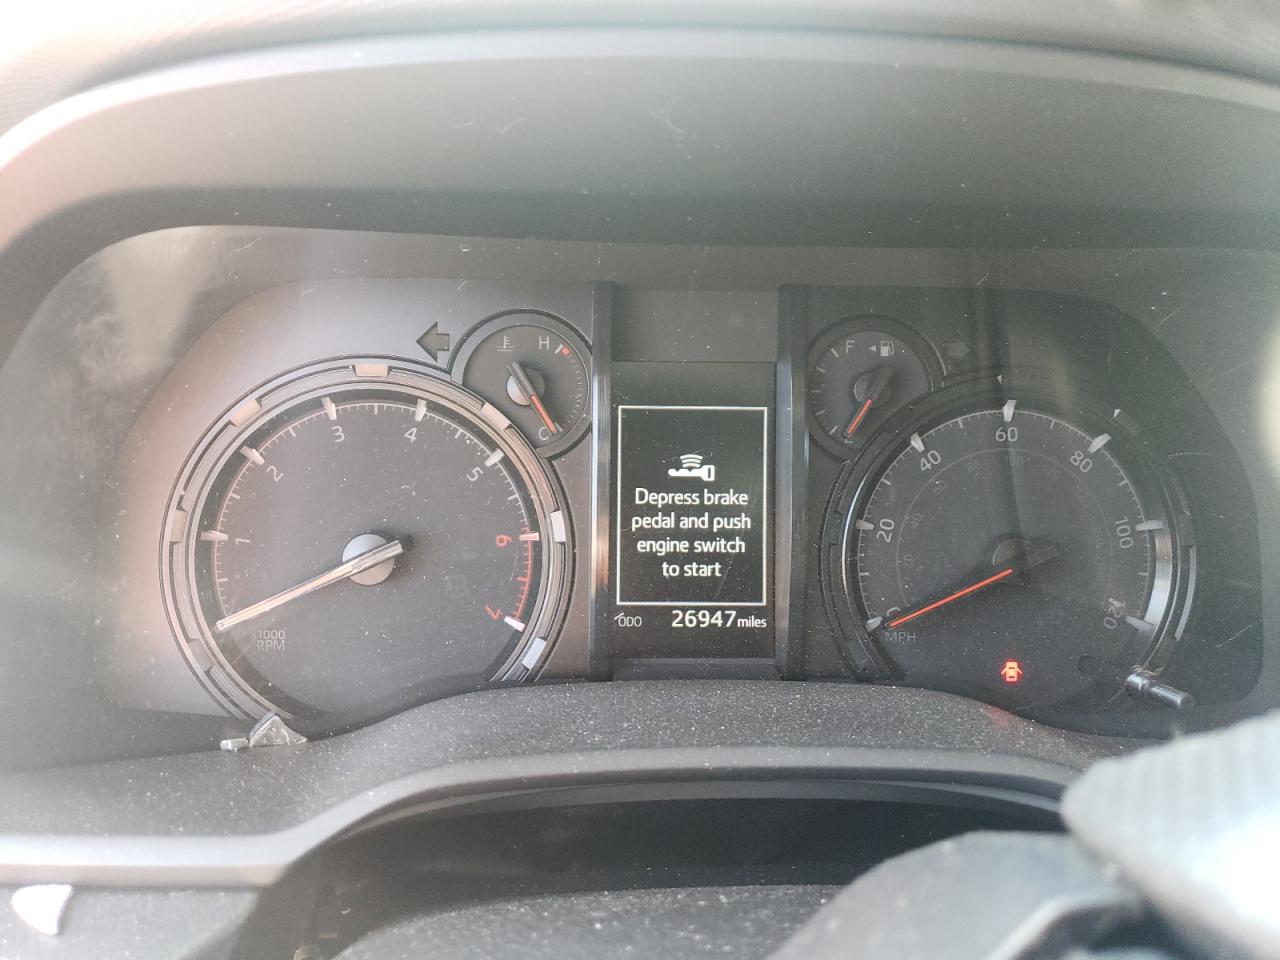 H
C
F
E
1
2
3
4
5
6
7
x1000
RPM
Depress brake
pedal and push
engine switch
to start
ODO 26947 miles
0
20
40
60
80
100
120
MPH